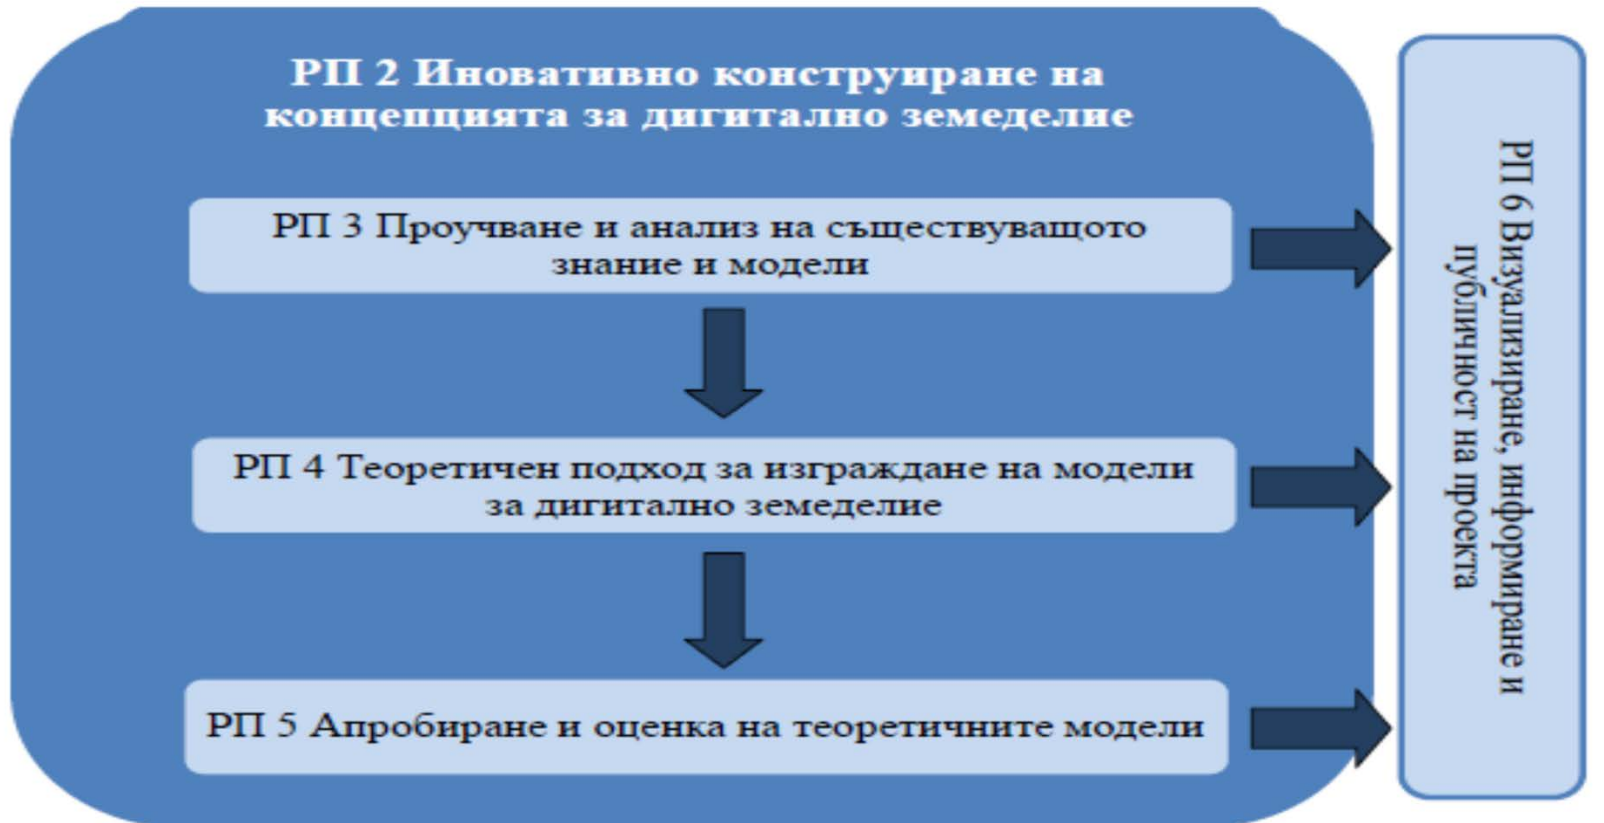 РП 2 Иновативно конструиране на
концепцията за дигитално земеделие
РП 3 Проучване и анализ на съществуващото
знание и модели
РП 4 Теоретичен подход за изграждане на модели
за дигитално земеделие
РП 5 Апробиране и оценка на теоретичните модели
РП 6 Визуализиране, информиране и
публичност на проекта